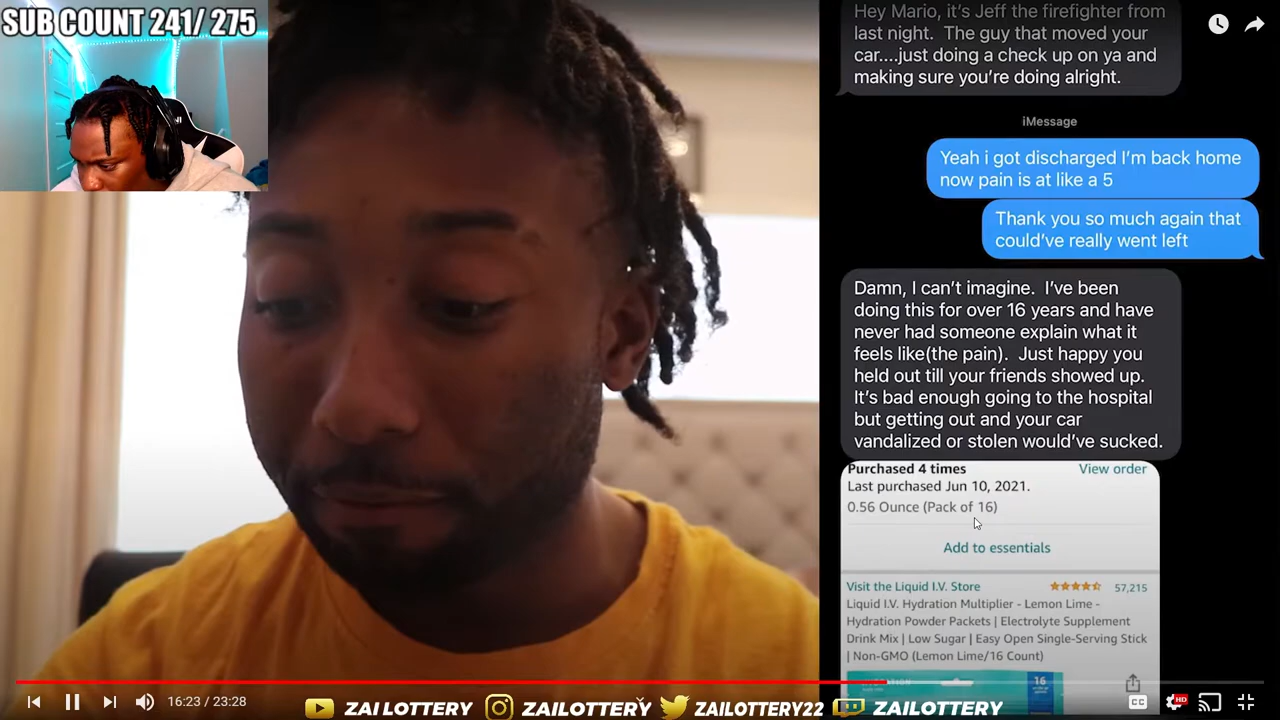 SUB COUNT 241/ 275
Hey Mario, it's Jeff the firefighter from
last night. The guy that moved your
car....just doing a check up on ya and
making sure you're doing alright.
iMessage
Yeah i got discharged I'm back home
now pain is at like a 5
Thank you so much again that
could've really went left
Damn, I can't imagine. I've been
doing this for over 16 years and have
never had someone explain what it
feels like(the pain). Just happy you
held out till your friends showed up.
It's bad enough going to the hospital
but getting out and your car
vandalized or stolen would've sucked.
Purchased 4 times View order
Last purchased Jun 10, 2021.
0.56 Ounce (Pack of 16)
Add to essentials
Visit the Liquid I.V. Store 57,215
Liquid I.V. Hydration Multiplier - Lemon Lime -
Hydration Powder Packets | Electrolyte Supplement
Drink Mix | Low Sugar | Easy Open Single-Serving Stick
| Non-GMO (Lemon Lime/16 Count)
16
16:23 / 23:28
ZAI LOTTERY ZAILOTTERY ZAILOTTERY22 ZAILOTTERY
CC HD